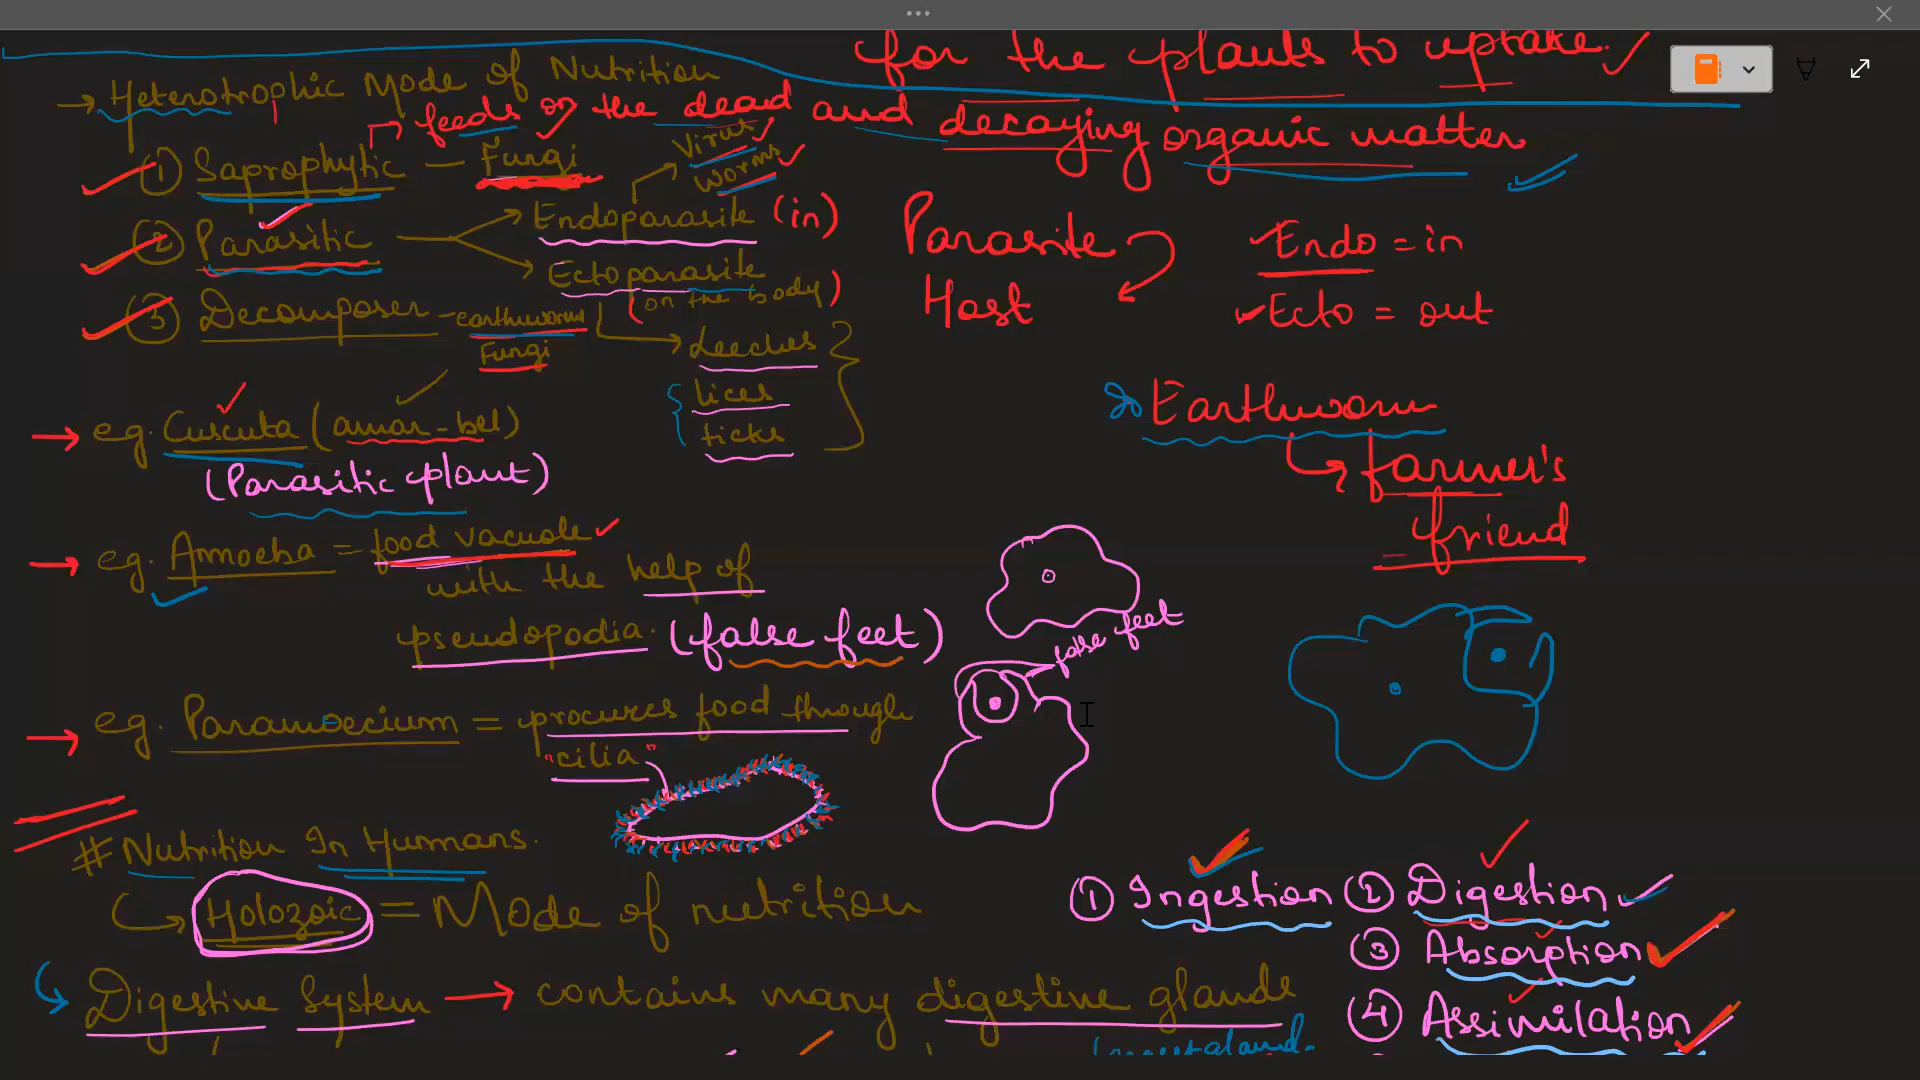 for the plants to uptake.
→ Heterotrophic Mode of Nutrition
feeds on the dead and decaying organic matter
① Saprophytic — Fungi
Virus
Worms
② Parasitic
Endoparasite (in)
Ectoparasite
(on the body)
Parasite
Host
Endo = in
Ecto = out
③ Decomposer - earthworms
Fungi
Leeches
lices
ticks
Earthworm
farmer's
friend
→ eg. Cuscuta (amar-bel)
(Parasitic plant)
→ eg. Amoeba = food vacuole
with the help of
pseudopodia. (false feet)
false feet
→ eg. Paramoecium = procures food through
"cilia"
# Nutrition In Humans.
Holozoic = Mode of nutrition
① Ingestion ② Digestion
③ Absorption
④ Assimilation
Digestive System → contains many digestive glands